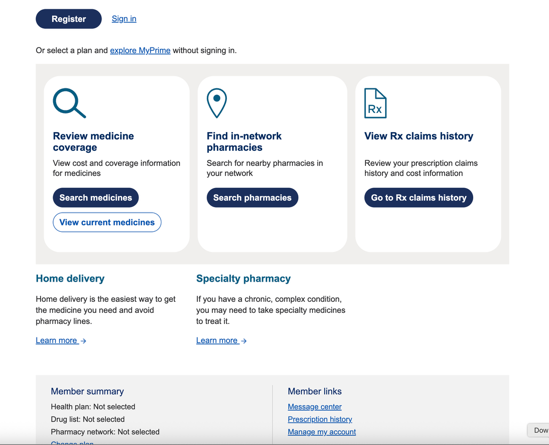 Register Sign in
Or select a plan and explore MyPrime without signing in.
Review medicine
coverage
View cost and coverage information
for medicines
Search medicines
View current medicines
Find in-network
pharmacies
Search for nearby pharmacies in
your network
Search pharmacies
Rx
View Rx claims history
Review your prescription claims
history and cost information
Go to Rx claims history
Home delivery
Home delivery is the easiest way to get
the medicine you need and avoid
pharmacy lines.
Learn more →
Specialty pharmacy
If you have a chronic, complex condition,
you may need to take specialty medicines
to treat it.
Learn more →
Member summary
Health plan: Not selected
Drug list: Not selected
Pharmacy network: Not selected
Change plan
Member links
Message center
Prescription history
Manage my account
Dow